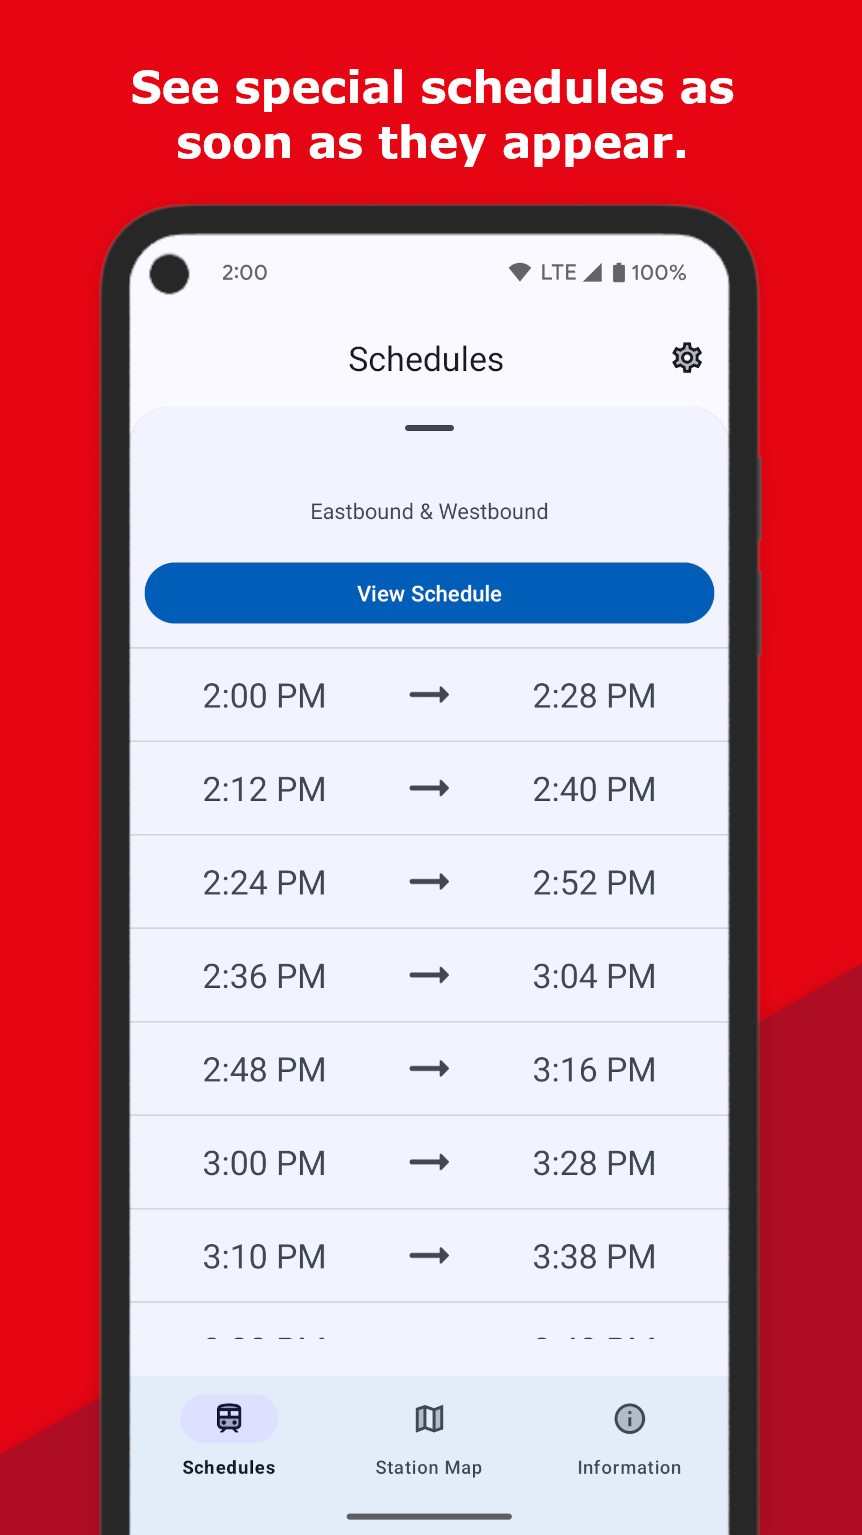 See special schedules as
soon as they appear.
2:00 LTE 100%
Schedules
Eastbound & Westbound
View Schedule
2:00 PM → 2:28 PM
2:12 PM → 2:40 PM
2:24 PM → 2:52 PM
2:36 PM → 3:04 PM
2:48 PM → 3:16 PM
3:00 PM → 3:28 PM
3:10 PM → 3:38 PM
Schedules Station Map Information